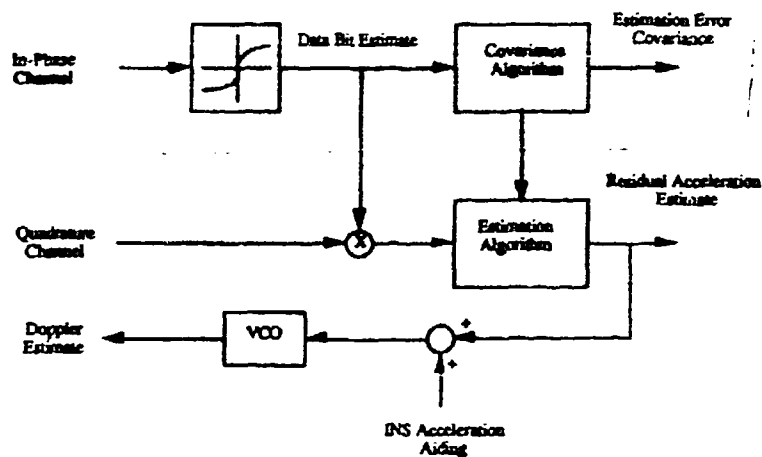 Estimation Error
Covariance
Data Bit Estimate
Covariance
Algorithm
In-Phase
Channel
Residual Acceleration
Estimate
Quadrature
Channel
X
Estimation
Algorithm
Doppler
Estimate
VCO
+
+
INS Acceleration
Aiding